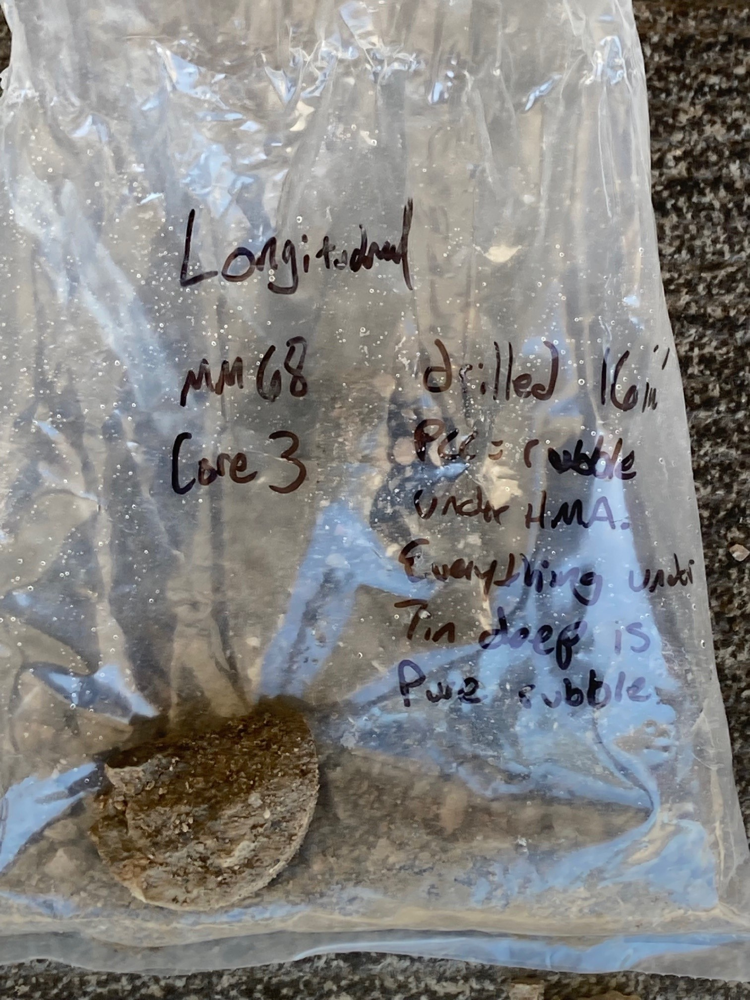 Longitudinal
MM 68
Core 3
drilled 16in
PCC = rubble
under HMA.
Everything under
7in deep is
Pure rubble.